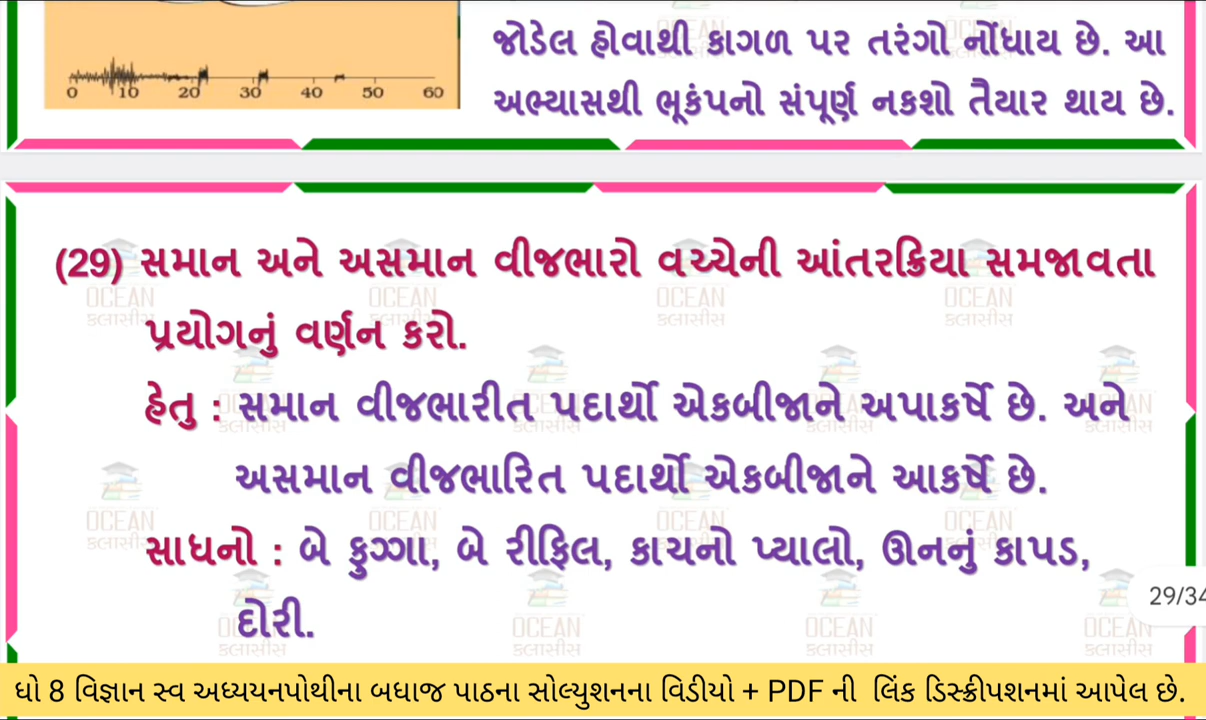 જોડેલ હોવાથી કાગળ પર તરંગો નોંધાય છે. આ
અભ્યાસથી ભૂકંપનો સંપૂર્ણ નકશો તૈયાર થાય છે.
0 10 20 30 40 50 60
(29) સમાન અને અસમાન વીજભારો વચ્ચેની આંતરક્રિયા સમજાવતા
પ્રયોગનું વર્ણન કરો.
હેતુ : સમાન વીજભારીત પદાર્થો એકબીજાને અપાકર્ષે છે. અને
અસમાન વીજભારિત પદાર્થો એકબીજાને આકર્ષે છે.
સાધનો : બે ફુગ્ગા, બે રીફિલ, કાચનો પ્યાલો, ઊનનું કાપડ,
દોરી.
29/34
OCEAN
કલાસીસ
ધો 8 વિજ્ઞાન સ્વ અધ્યયનપોથીના બધાજ પાઠના સોલ્યુશનના વિડીયો + PDF ની લિંક ડિસ્ક્રીપશનમાં આપેલ છે.